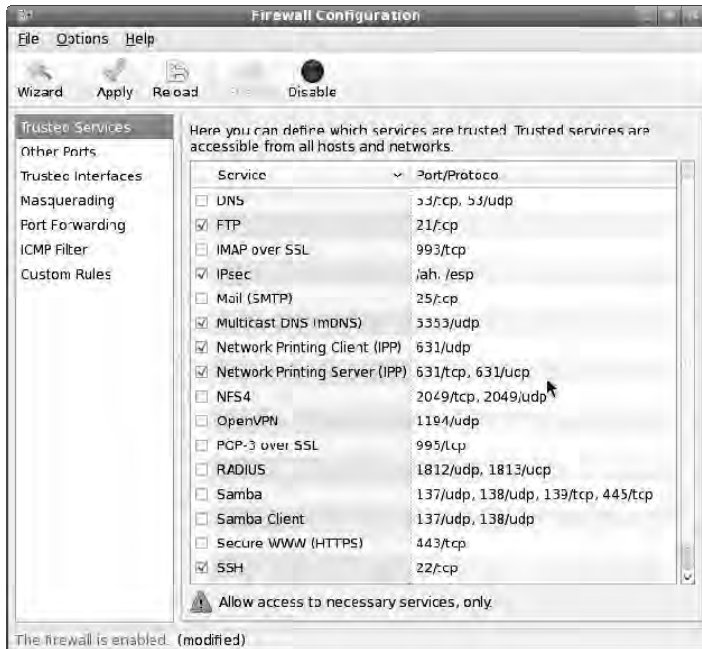 Firewall Configuration
File Options Help
Wizard Apply Reload Disable
Trusted Services
Other Ports
Trusted Interfaces
Masquerading
Port Forwarding
ICMP Filter
Custom Rules
Here you can define which services are trusted. Trusted services are
accessible from all hosts and networks.
Service Port/Protocol
DNS 53/tcp, 53/udp
FTP 21/tcp
IMAP over SSL 993/tcp
IPsec /ah, /esp
Mail (SMTP) 25/tcp
Multicast DNS (mDNS) 5353/udp
Network Printing Client (IPP) 631/udp
Network Printing Server (IPP) 631/tcp, 631/udp
NFS4 2049/tcp, 2049/udp
OpenVPN 1194/udp
POP-3 over SSL 995/tcp
RADIUS 1812/udp, 1813/udp
Samba 137/udp, 138/udp, 139/tcp, 445/tcp
Samba Client 137/udp, 138/udp
Secure WWW (HTTPS) 443/tcp
SSH 22/tcp
Allow access to necessary services, only.
The firewall is enabled. (modified)